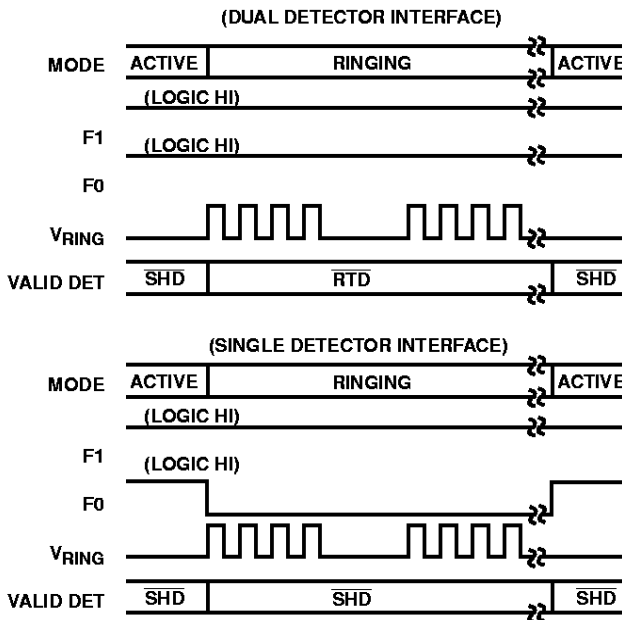 (DUAL DETECTOR INTERFACE)
MODE ACTIVE RINGING ACTIVE
(LOGIC HI)
F1 (LOGIC HI)
F0
VRING
VALID DET SHD RTD SHD
(SINGLE DETECTOR INTERFACE)
MODE ACTIVE RINGING ACTIVE
(LOGIC HI)
F1 (LOGIC HI)
F0
VRING
VALID DET SHD SHD SHD